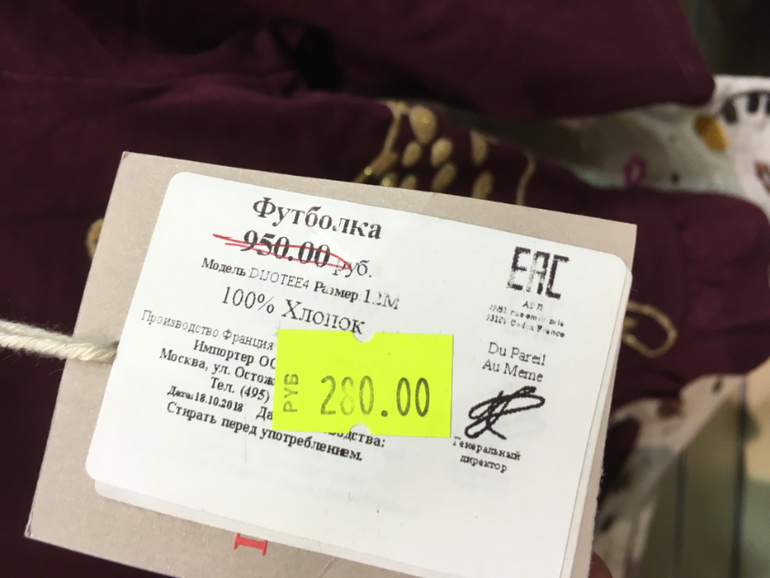 Футболка
950.00 руб.
Модель DIJOTEE4 Размер 12M
100% Хлопок
Производство Франция
Импортер
Москва, ул.
Тел. (495)
Дата: 18.10.2018
Стирать перед употреблением.
РУБ 280.00
EAC
Du Pareil
Au Meme
Генеральный
директор